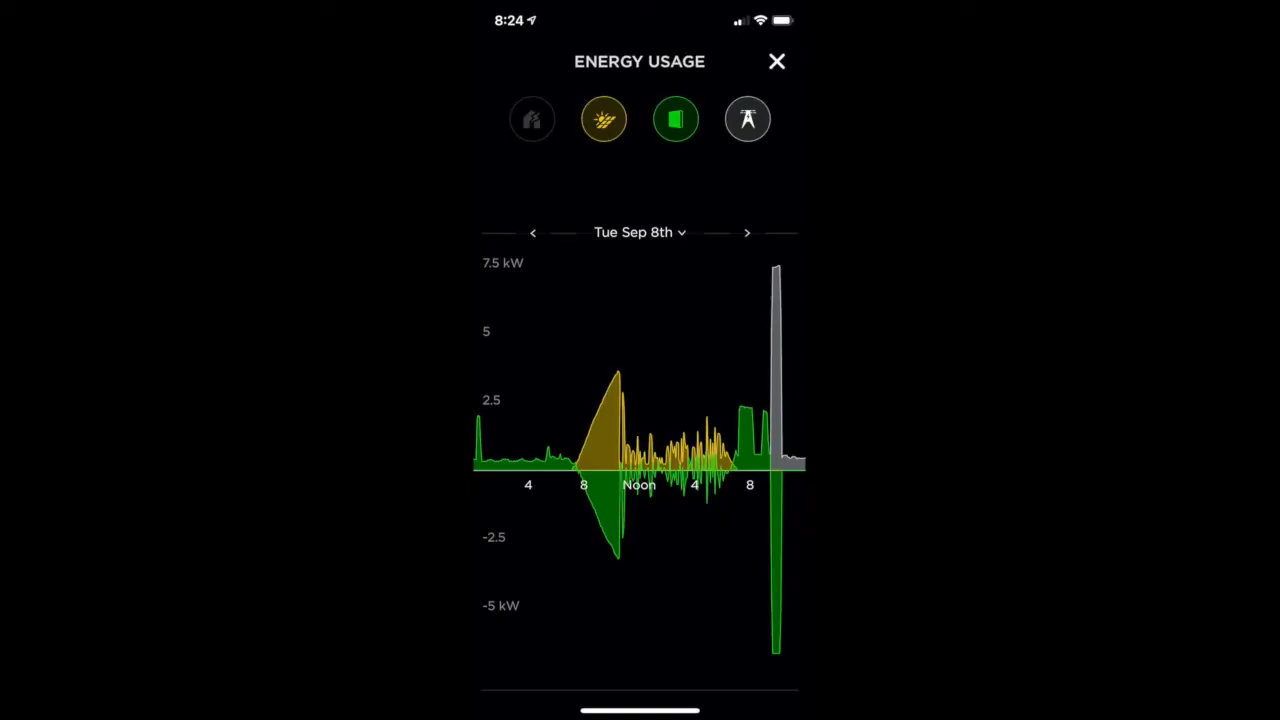 8:24
ENERGY USAGE
Tue Sep 8th
7.5 kW
5
2.5
4 8 Noon 4 8
-2.5
-5 kW